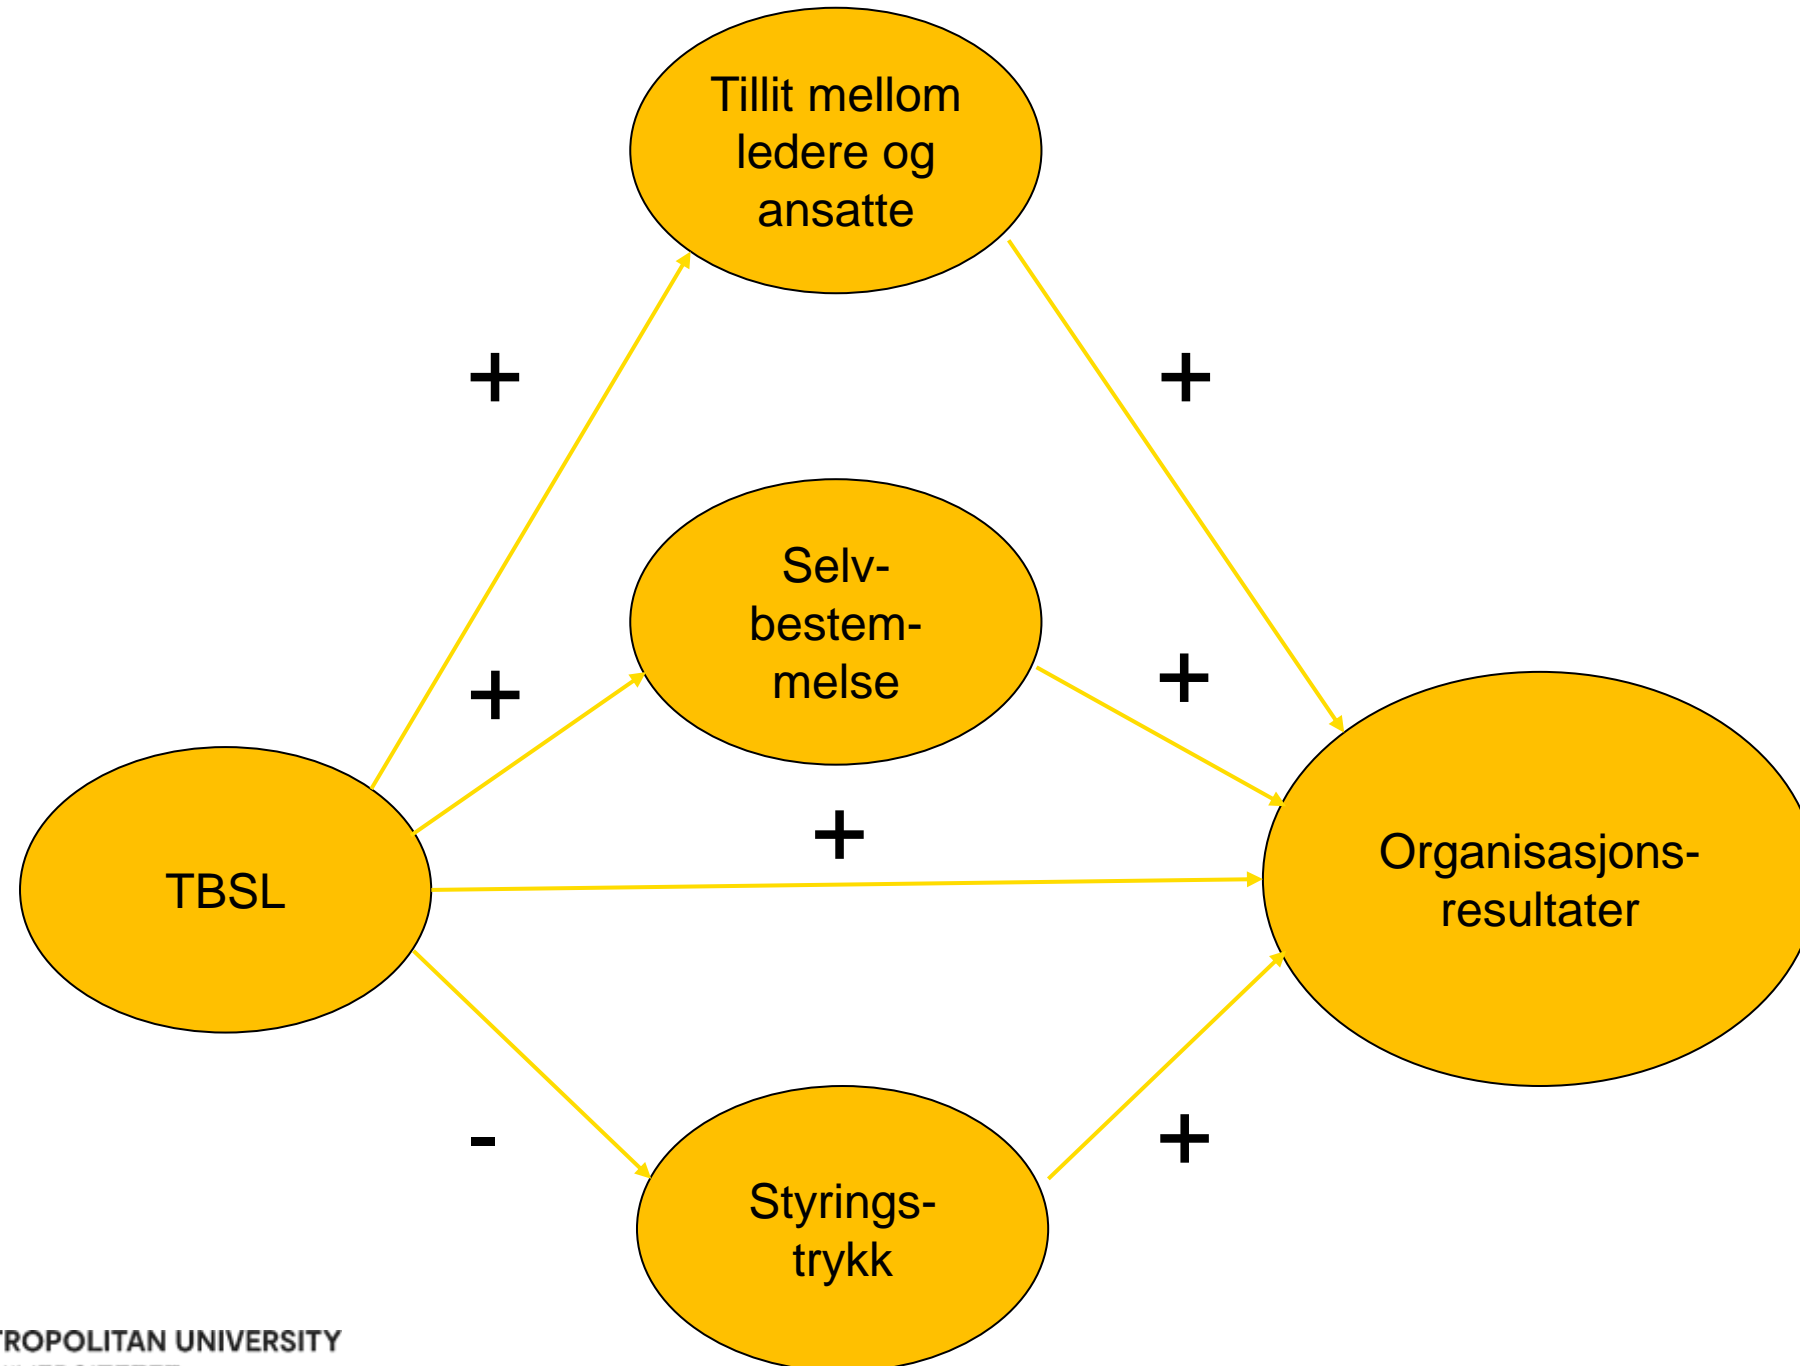 Tillit mellom
ledere og
ansatte
+
+
Selv-
bestem-
melse
+
+
+
TBSL
Organisasjons-
resultater
-
+
Styrings-
trykk
TROPOLITAN UNIVERSITY